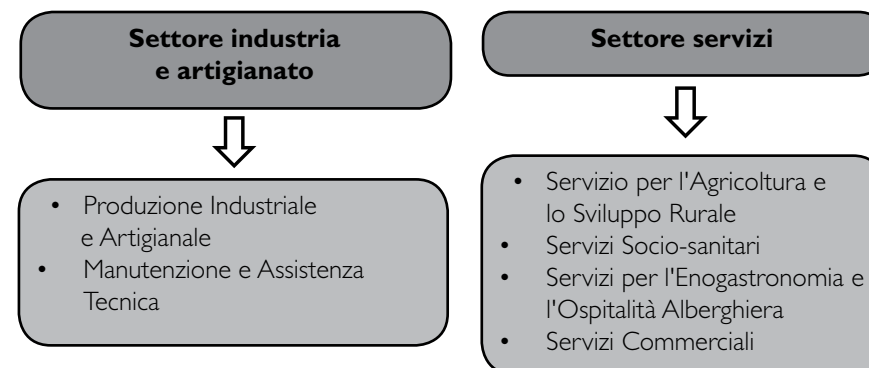 Settore industria
e artigianato
• Produzione Industriale
e Artigianale
• Manutenzione e Assistenza
Tecnica
Settore servizi
• Servizio per l'Agricoltura e
lo Sviluppo Rurale
• Servizi Socio-sanitari
• Servizi per l'Enogastronomia e
l'Ospitalità Alberghiera
• Servizi Commerciali